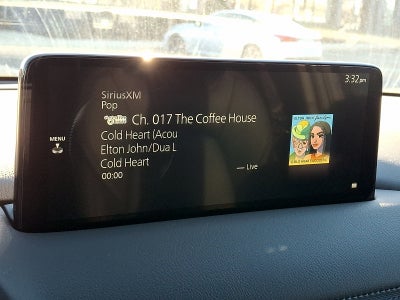 3:32pm
SiriusXM
Pop
Ch. 017 The Coffee House
MENU
Cold Heart (Acou
Elton John/Dua L
Cold Heart
00:00
Live